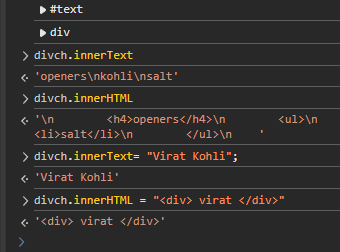 ▶ #text
▶ div
> divch.innerText
<· 'openers\nkohli\nsalt'
> divch.innerHTML
<· '\n        <h4>openers</h4>\n        <ul>\n
<li>salt</li>\n        </ul>\n    '
> divch.innerText= "Virat Kohli";
<· 'Virat Kohli'
> divch.innerHTML = "<div> virat </div>"
<· '<div> virat </div>'
>